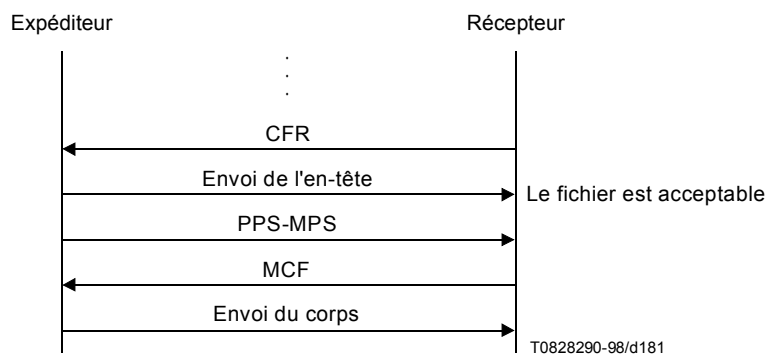 Expéditeur
Récepteur
.
.
.
CFR
Envoi de l'en-tête
Le fichier est acceptable
PPS-MPS
MCF
Envoi du corps
T0828290-98/d181